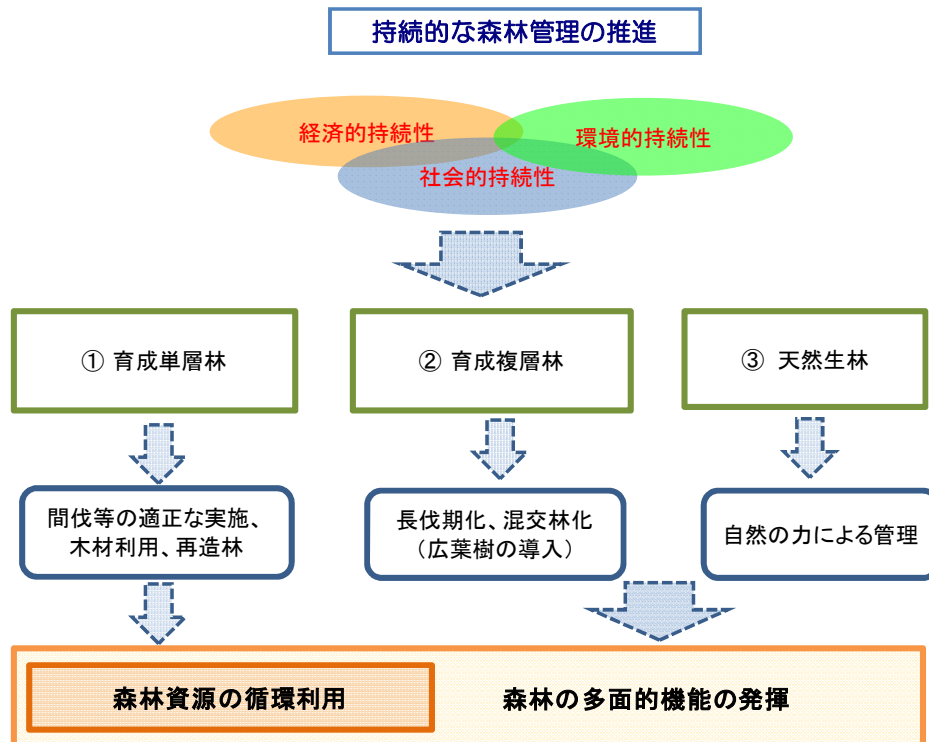 持続的な森林管理の推進
経済的持続性
環境的持続性
社会的持続性
① 育成単層林
② 育成複層林
③ 天然生林
間伐等の適正な実施、
木材利用、再造林
長伐期化、混交林化
（広葉樹の導入）
自然の力による管理
森林資源の循環利用
森林の多面的機能の発揮